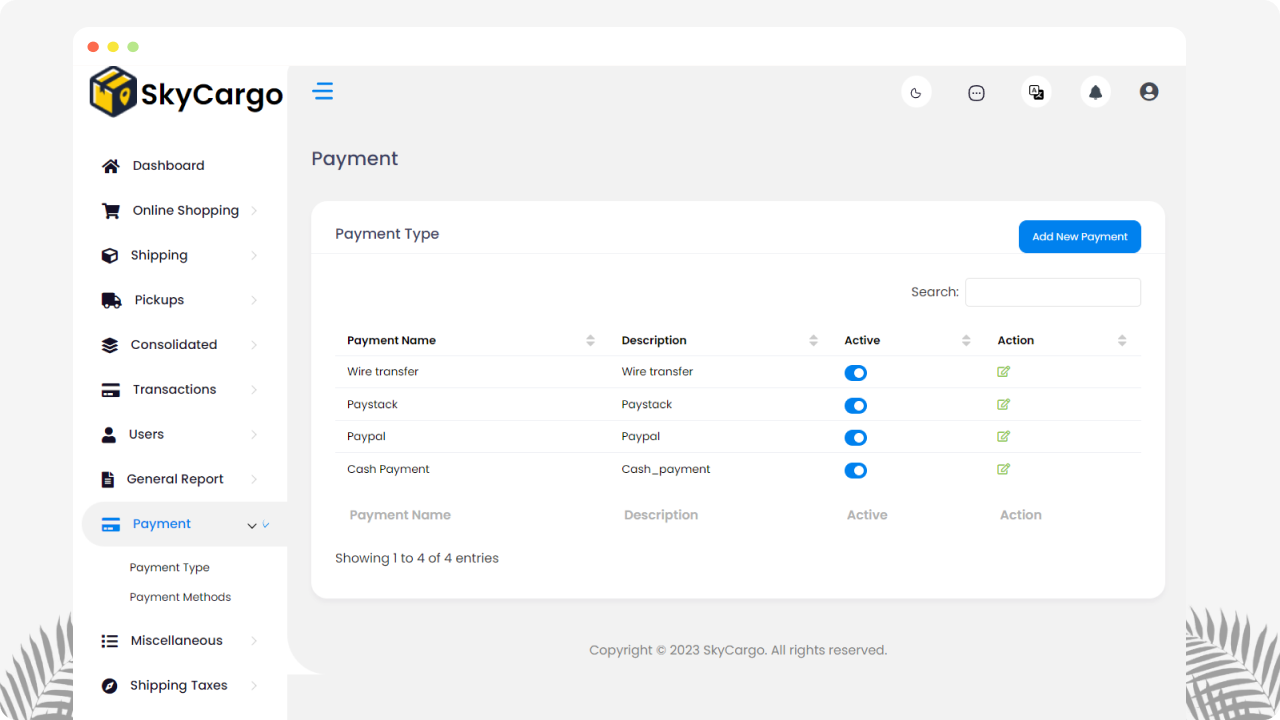 SkyCargo
Dashboard
Online Shopping
Shipping
Pickups
Consolidated
Transactions
Users
General Report
Payment
Payment Type
Payment Methods
Miscellaneous
Shipping Taxes
Payment
Payment Type
Add New Payment
Search:
Payment Name Description Active Action
Wire transfer Wire transfer
Paystack Paystack
Paypal Paypal
Cash Payment Cash_payment
Payment Name Description Active Action
Showing 1 to 4 of 4 entries
Copyright © 2023 SkyCargo. All rights reserved.